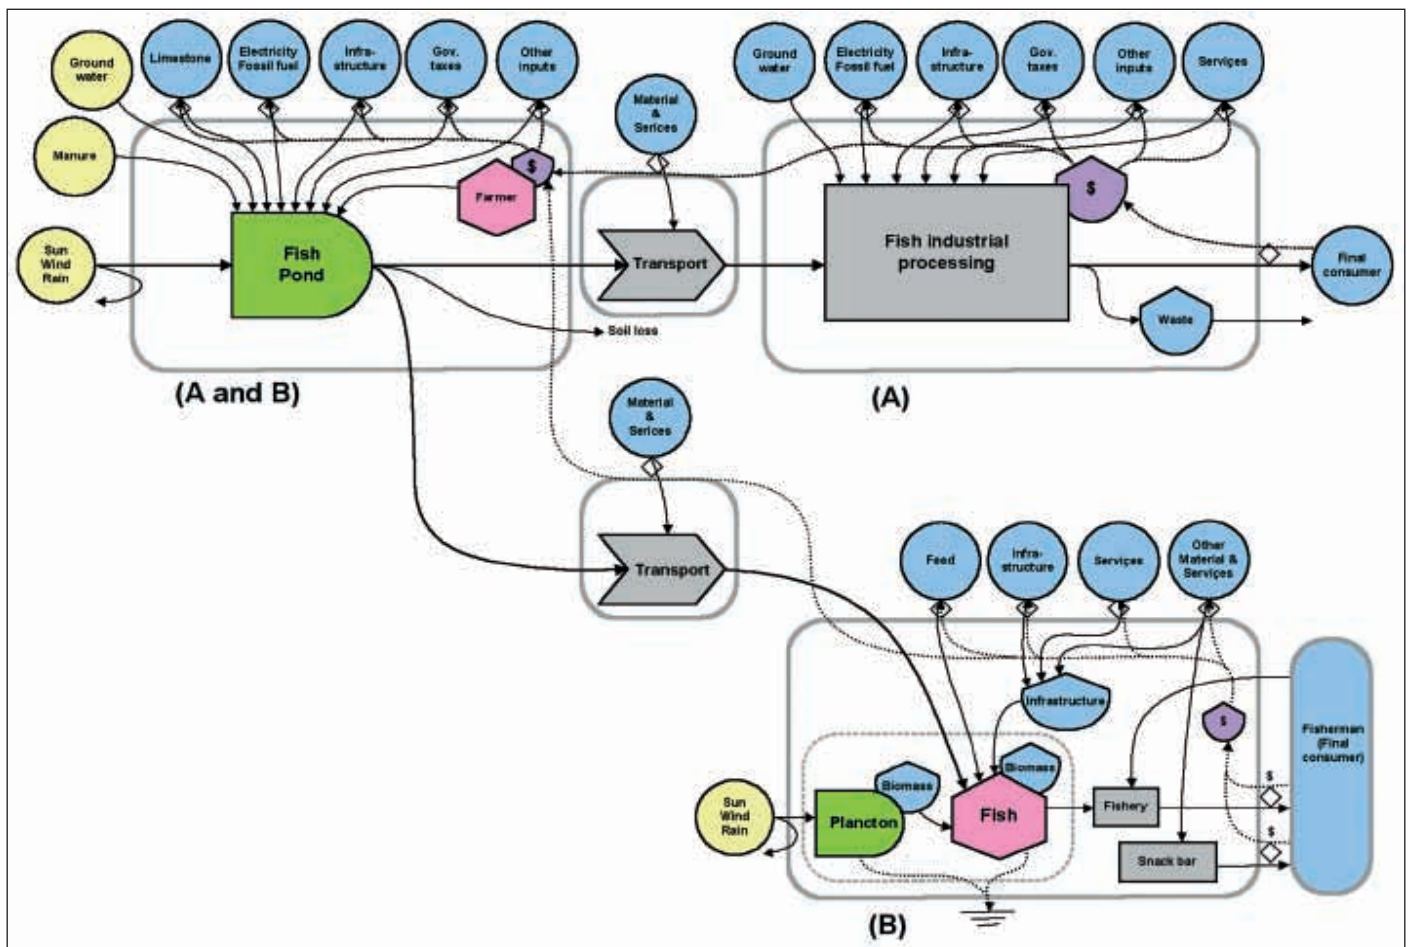 Ground
water
Limestone
Electricity
Fossil fuel
Infra-
structure
Gov.
taxes
Other
inputs
Manure
Sun
Wind
Rain
Fish
Pond
$
Farmer
Soil loss
(A and B)
Material
&
Serices
Transport
Ground
water
Electricity
Fossil fuel
Infra-
structure
Gov.
taxes
Other
inputs
Services
$
Fish industrial
processing
Final
consumer
Waste
(A)
Material
&
Serices
Transport
Feed
Infra-
structure
Services
Other
Material &
Services
Infrastructure
$
Fisherman
(Final
consumer)
Sun
Wind
Rain
Plancton
Biomass
Fish
Biomass
Fishery
$
Snack bar
$
(B)